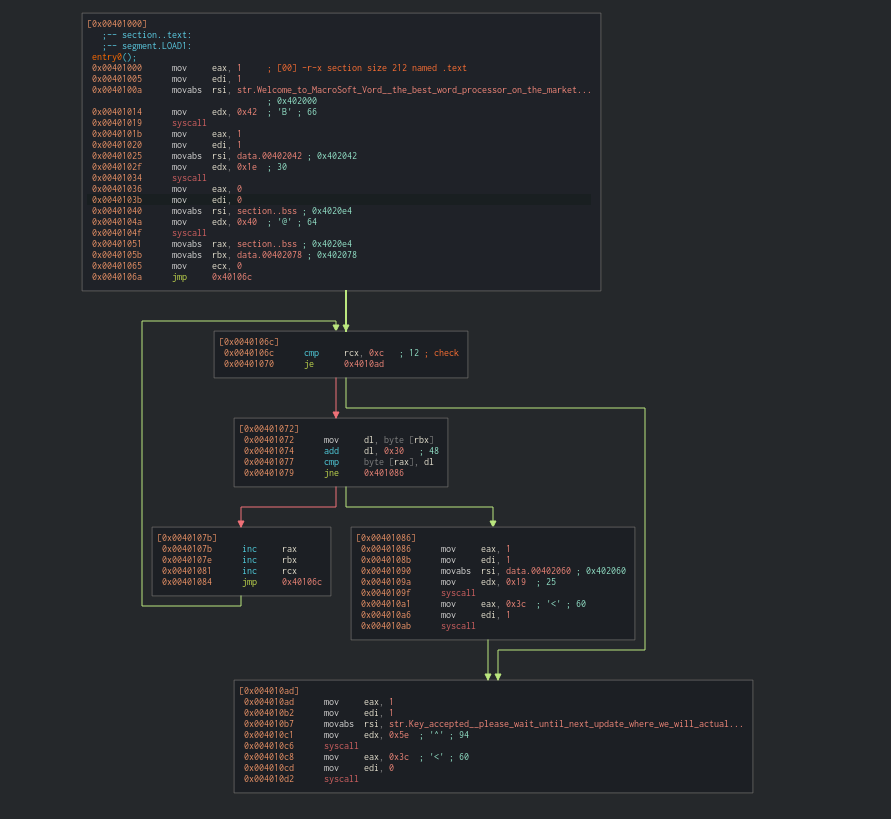 [0x00401000]
;-- section..text:
;-- segment.LOAD1:
entry0();
0x00401000 mov eax, 1 ; [00] -r-x section size 212 named .text
0x00401005 mov edi, 1
0x0040100a movabs rsi, str.Welcome_to_MacroSoft_Vord__the_best_word_processor_on_the_market...
; 0x402000
0x00401014 mov edx, 0x42 ; 'B' ; 66
0x00401019 syscall
0x0040101b mov eax, 1
0x00401020 mov edi, 1
0x00401025 movabs rsi, data.00402042 ; 0x402042
0x0040102f mov edx, 0x1e ; 30
0x00401034 syscall
0x00401036 mov eax, 0
0x0040103b mov edi, 0
0x00401040 movabs rsi, section..bss ; 0x4020e4
0x0040104a mov edx, 0x40 ; '@' ; 64
0x0040104f syscall
0x00401051 movabs rax, section..bss ; 0x4020e4
0x0040105b movabs rbx, data.00402078 ; 0x402078
0x00401065 mov ecx, 0
0x0040106a jmp 0x40106c
[0x0040106c]
0x0040106c cmp rcx, 0xc ; 12 ; check
0x00401070 je 0x4010ad
[0x00401072]
0x00401072 mov dl, byte [rbx]
0x00401074 add dl, 0x30 ; 48
0x00401077 cmp byte [rax], dl
0x00401079 jne 0x401086
[0x0040107b]
0x0040107b inc rax
0x0040107e inc rbx
0x00401081 inc rcx
0x00401084 jmp 0x40106c
[0x00401086]
0x00401086 mov eax, 1
0x0040108b mov edi, 1
0x00401090 movabs rsi, data.00402060 ; 0x402060
0x0040109a mov edx, 0x19 ; 25
0x0040109f syscall
0x004010a1 mov eax, 0x3c ; '<' ; 60
0x004010a6 mov edi, 1
0x004010ab syscall
[0x004010ad]
0x004010ad mov eax, 1
0x004010b2 mov edi, 1
0x004010b7 movabs rsi, str.Key_accepted__please_wait_until_next_update_where_we_will_actual...
0x004010c1 mov edx, 0x5e ; '^' ; 94
0x004010c6 syscall
0x004010c8 mov eax, 0x3c ; '<' ; 60
0x004010cd mov edi, 0
0x004010d2 syscall